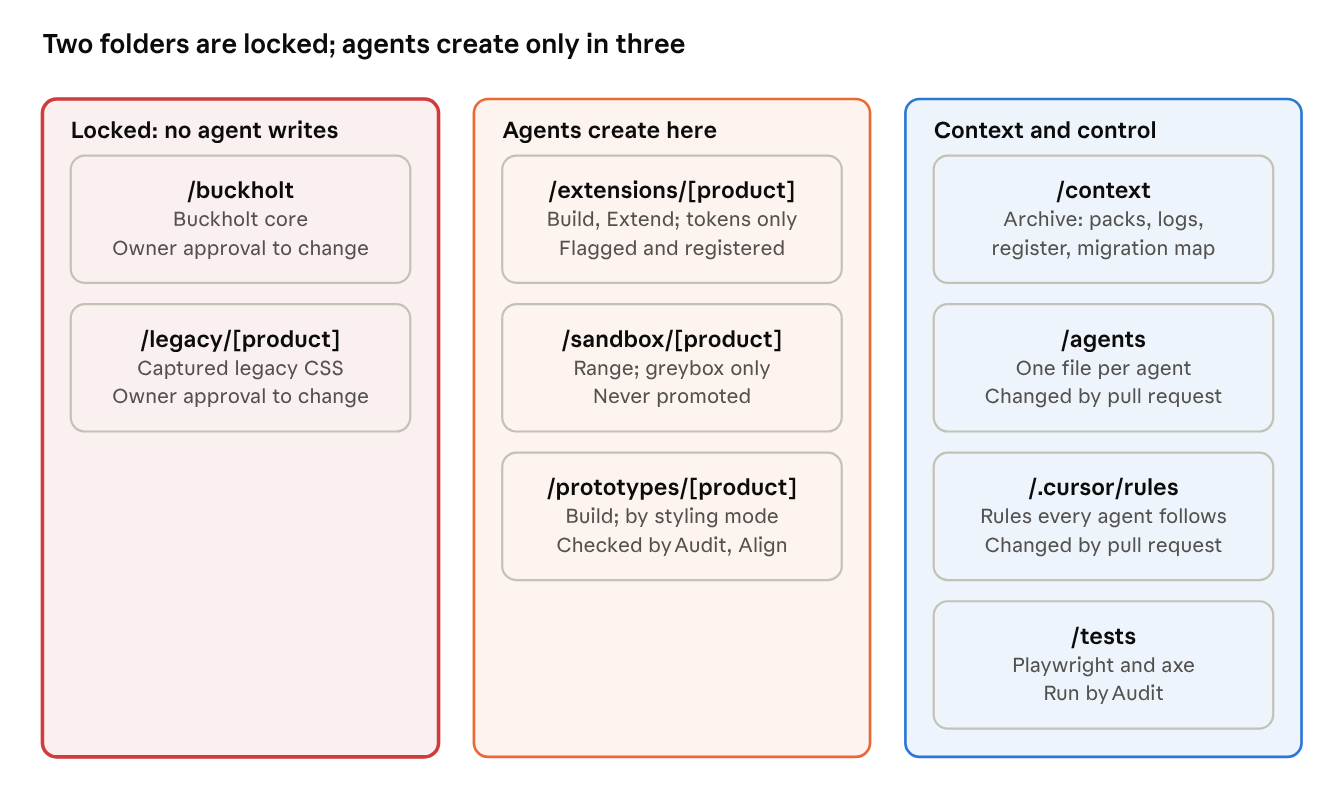 Two folders are locked; agents create only in three
Locked: no agent writes
/buckholt
Buckholt core
Owner approval to change
/legacy/[product]
Captured legacy CSS
Owner approval to change
Agents create here
/extensions/[product]
Build, Extend; tokens only
Flagged and registered
/sandbox/[product]
Range; greybox only
Never promoted
/prototypes/[product]
Build; by styling mode
Checked by Audit, Align
Context and control
/context
Archive: packs, logs,
register, migration map
/agents
One file per agent
Changed by pull request
/.cursor/rules
Rules every agent follows
Changed by pull request
/tests
Playwright and axe
Run by Audit